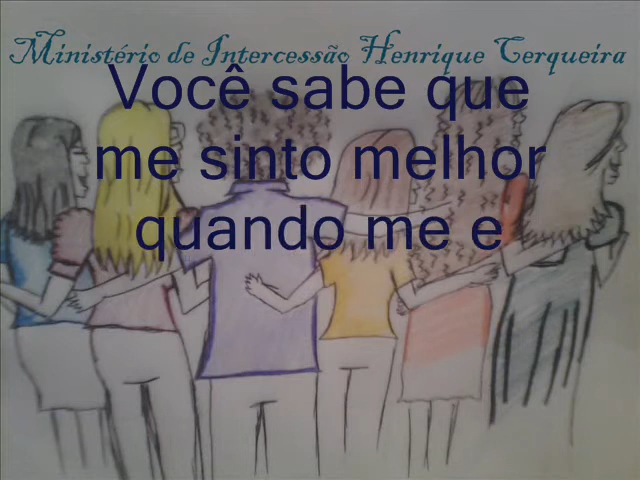 Ministério de Intercessão Henrique Cerqueira
Você sabe que
me sinto melhor
quando me e